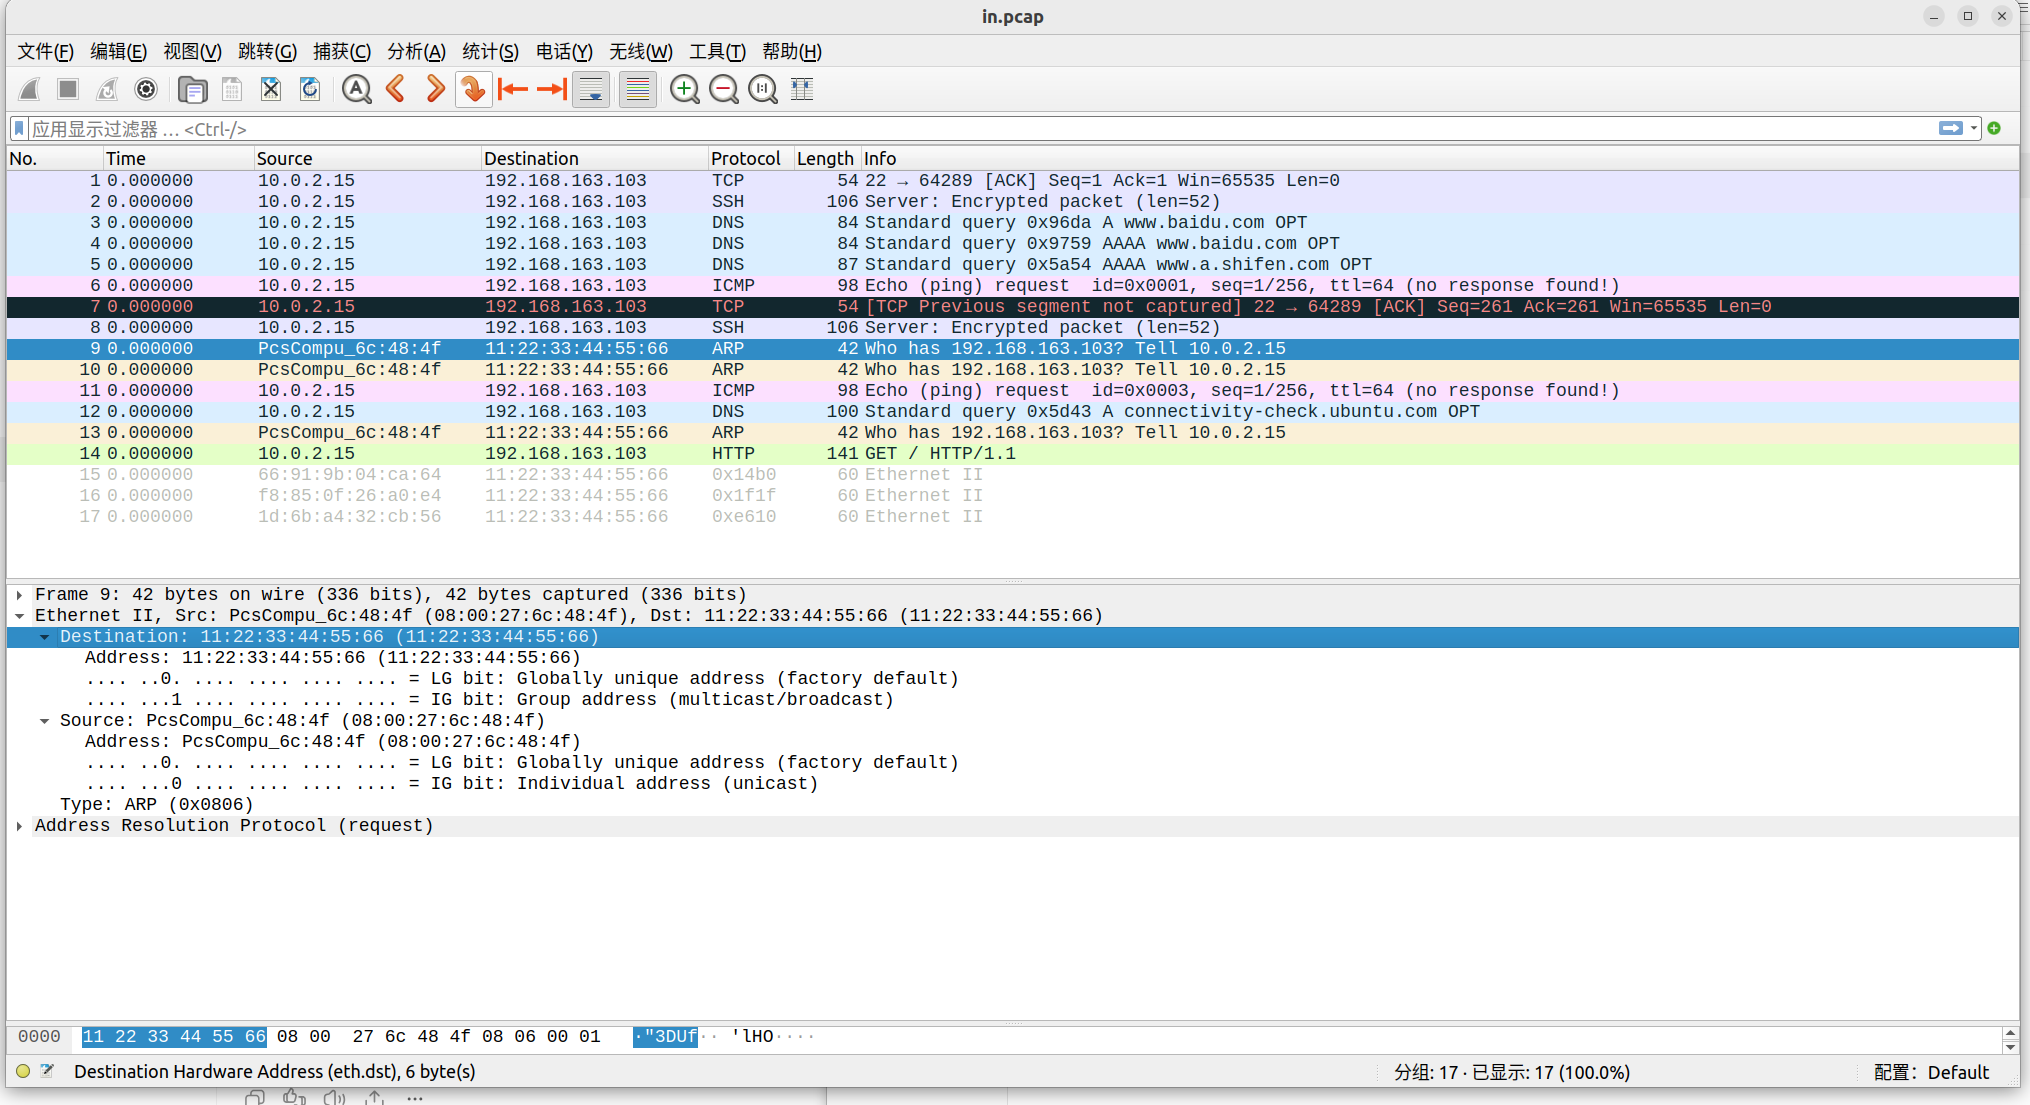 in.pcap
文件(F) 编辑(E) 视图(V) 跳转(G) 捕获(C) 分析(A) 统计(S) 电话(Y) 无线(W) 工具(T) 帮助(H)
应用显示过滤器 … <Ctrl-/>
No. Time Source Destination Protocol Length Info
1 0.000000 10.0.2.15 192.168.163.103 TCP 54 22 → 64289 [ACK] Seq=1 Ack=1 Win=65535 Len=0
2 0.000000 10.0.2.15 192.168.163.103 SSH 106 Server: Encrypted packet (len=52)
3 0.000000 10.0.2.15 192.168.163.103 DNS 84 Standard query 0x96da A www.baidu.com OPT
4 0.000000 10.0.2.15 192.168.163.103 DNS 84 Standard query 0x9759 AAAA www.baidu.com OPT
5 0.000000 10.0.2.15 192.168.163.103 DNS 87 Standard query 0x5a54 AAAA www.a.shifen.com OPT
6 0.000000 10.0.2.15 192.168.163.103 ICMP 98 Echo (ping) request  id=0x0001, seq=1/256, ttl=64 (no response found!)
7 0.000000 10.0.2.15 192.168.163.103 TCP 54 [TCP Previous segment not captured] 22 → 64289 [ACK] Seq=261 Ack=261 Win=65535 Len=0
8 0.000000 10.0.2.15 192.168.163.103 SSH 106 Server: Encrypted packet (len=52)
9 0.000000 PcsCompu_6c:48:4f 11:22:33:44:55:66 ARP 42 Who has 192.168.163.103? Tell 10.0.2.15
10 0.000000 PcsCompu_6c:48:4f 11:22:33:44:55:66 ARP 42 Who has 192.168.163.103? Tell 10.0.2.15
11 0.000000 10.0.2.15 192.168.163.103 ICMP 98 Echo (ping) request  id=0x0003, seq=1/256, ttl=64 (no response found!)
12 0.000000 10.0.2.15 192.168.163.103 DNS 100 Standard query 0x5d43 A connectivity-check.ubuntu.com OPT
13 0.000000 PcsCompu_6c:48:4f 11:22:33:44:55:66 ARP 42 Who has 192.168.163.103? Tell 10.0.2.15
14 0.000000 10.0.2.15 192.168.163.103 HTTP 141 GET / HTTP/1.1
15 0.000000 66:91:9b:04:ca:64 11:22:33:44:55:66 0x14b0 60 Ethernet II
16 0.000000 f8:85:0f:26:a0:e4 11:22:33:44:55:66 0x1f1f 60 Ethernet II
17 0.000000 1d:6b:a4:32:cb:56 11:22:33:44:55:66 0xe610 60 Ethernet II
Frame 9: 42 bytes on wire (336 bits), 42 bytes captured (336 bits)
Ethernet II, Src: PcsCompu_6c:48:4f (08:00:27:6c:48:4f), Dst: 11:22:33:44:55:66 (11:22:33:44:55:66)
Destination: 11:22:33:44:55:66 (11:22:33:44:55:66)
Address: 11:22:33:44:55:66 (11:22:33:44:55:66)
.... ..0. .... .... .... .... = LG bit: Globally unique address (factory default)
.... ...1 .... .... .... .... = IG bit: Group address (multicast/broadcast)
Source: PcsCompu_6c:48:4f (08:00:27:6c:48:4f)
Address: PcsCompu_6c:48:4f (08:00:27:6c:48:4f)
.... ..0. .... .... .... .... = LG bit: Globally unique address (factory default)
.... ...0 .... .... .... .... = IG bit: Individual address (unicast)
Type: ARP (0x0806)
Address Resolution Protocol (request)
0000 11 22 33 44 55 66 08 00 27 6c 48 4f 08 06 00 01 ·"3DUf·· 'lHO····
Destination Hardware Address (eth.dst), 6 byte(s) 分组: 17 · 已显示: 17 (100.0%) 配置：Default